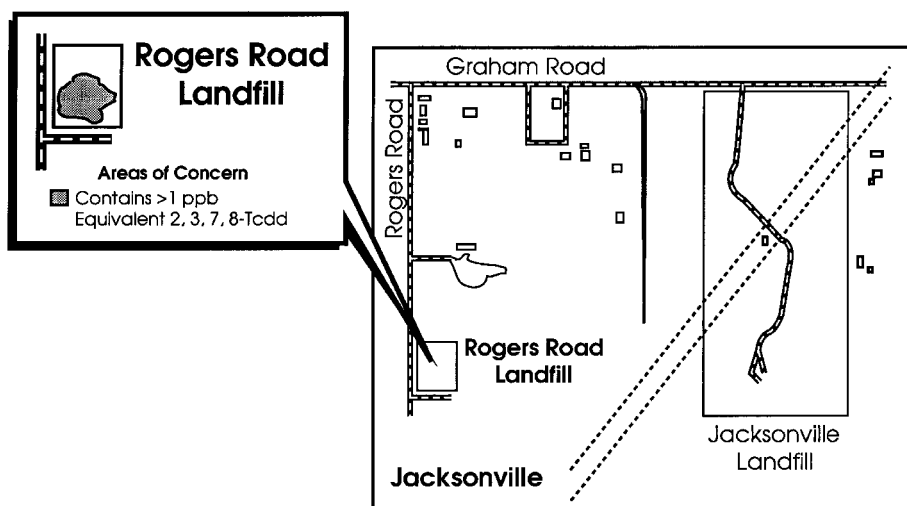 Rogers Road
Landfill
Areas of Concern
Contains >1 ppb
Equivalent 2, 3, 7, 8-Tcdd
Graham Road
Rogers Road
Rogers Road
Landfill
Jacksonville
Landfill
Jacksonville